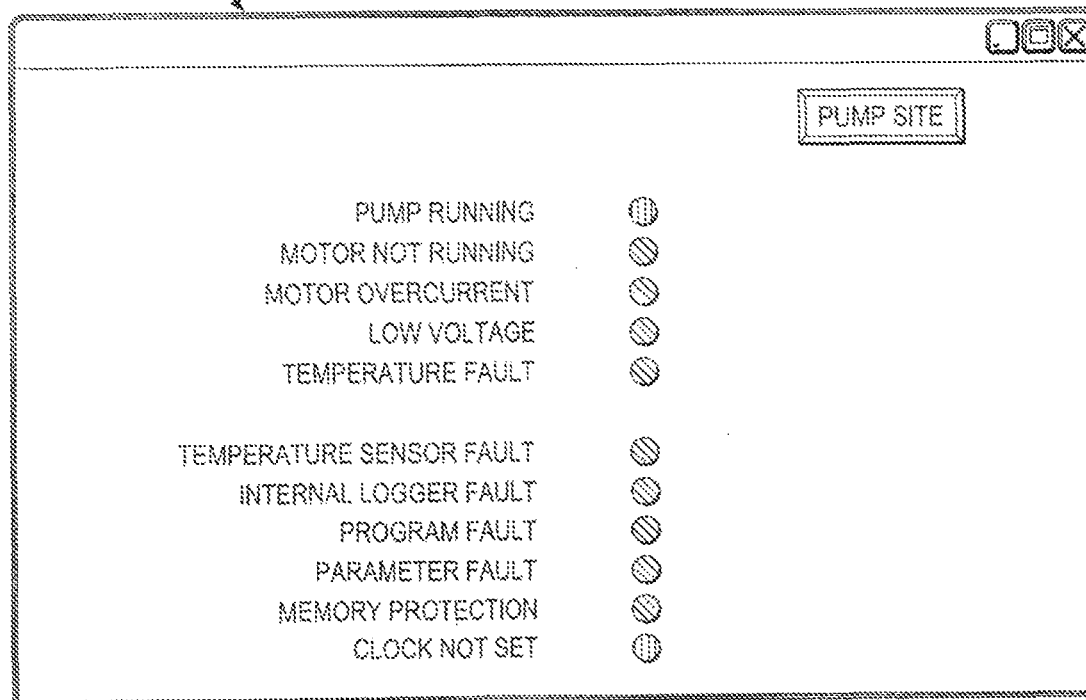 PUMP SITE
PUMP RUNNING
MOTOR NOT RUNNING
MOTOR OVERCURRENT
LOW VOLTAGE
TEMPERATURE FAULT
TEMPERATURE SENSOR FAULT
INTERNAL LOGGER FAULT
PROGRAM FAULT
PARAMETER FAULT
MEMORY PROTECTION
CLOCK NOT SET